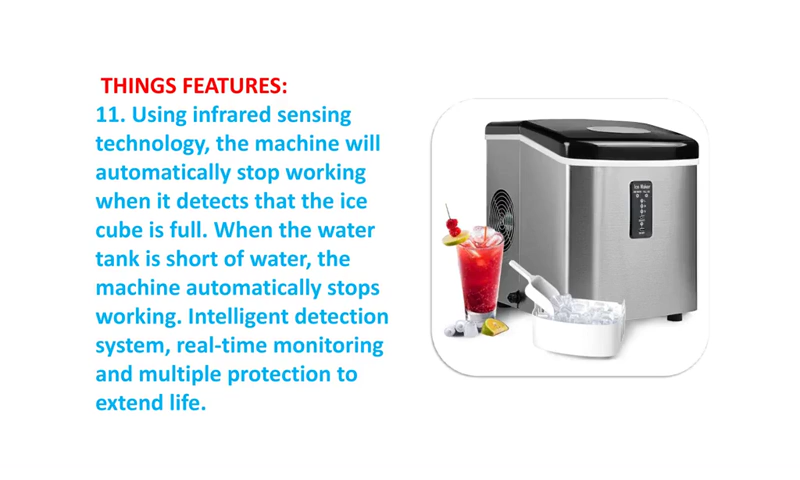 THINGS FEATURES:
11. Using infrared sensing
technology, the machine will
automatically stop working
when it detects that the ice
cube is full. When the water
tank is short of water, the
machine automatically stops
working. Intelligent detection
system, real-time monitoring
and multiple protection to
extend life.
Ice Maker